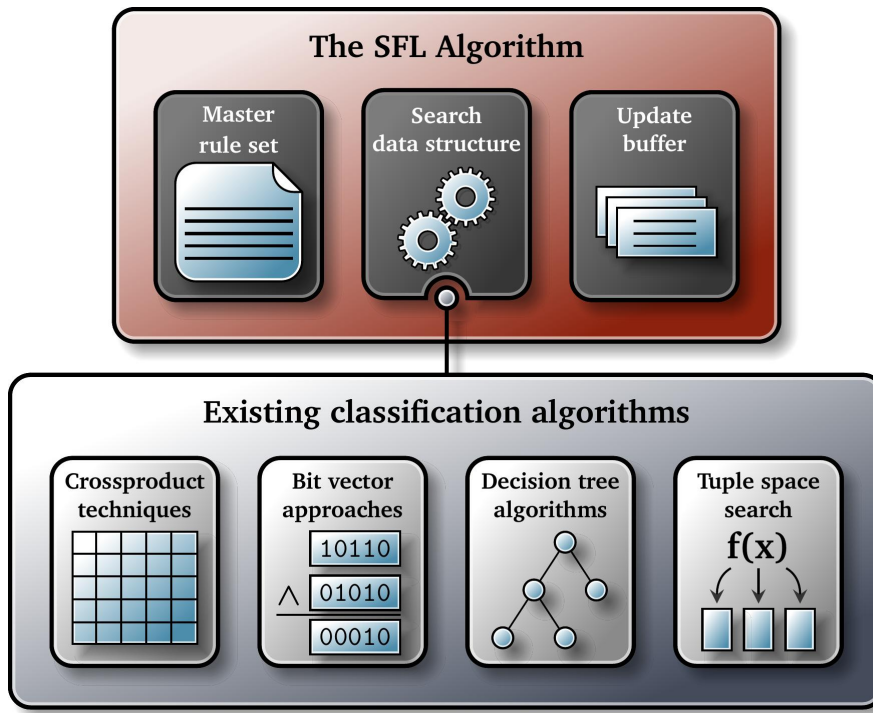 The SFL Algorithm
Master
rule set
Search
data structure
Update
buffer
Existing classification algorithms
Crossproduct
techniques
Bit vector
approaches
10110
∧ 01010
00010
Decision tree
algorithms
Tuple space
search
f(x)